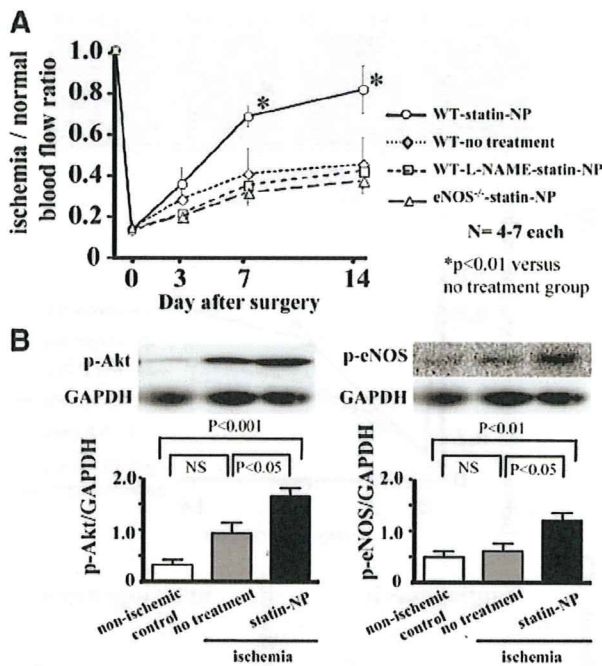 A
ischemia / normal
blood flow ratio
1.0
0.8
0.6
0.4
0.2
0
0 3 7 14
Day after surgery
*
*
WT-statin-NP
WT-no treatment
WT-L-NAME-statin-NP
eNOS-/--statin-NP
N= 4-7 each
*p<0.01 versus
no treatment group
B
p-Akt
GAPDH
P<0.001
NS
P<0.05
p-Akt/GAPDH
2.0
1.0
0
non-ischemic
control
no treatment
statin-NP
ischemia
p-eNOS
GAPDH
P<0.01
NS
P<0.05
p-eNOS/GAPDH
2.0
1.0
0
non-ischemic
control
no treatment
statin-NP
ischemia